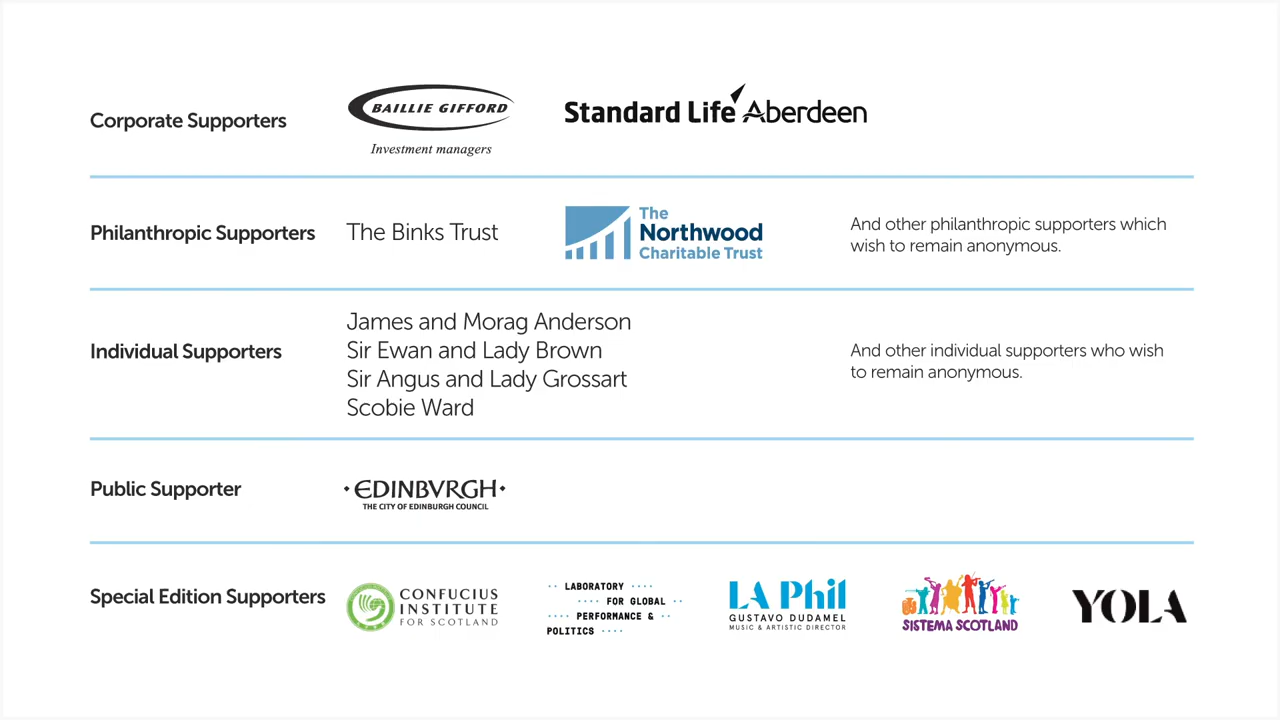 Corporate Supporters
BAILLIE GIFFORD
Investment managers
Standard Life Aberdeen
Philanthropic Supporters
The Binks Trust
The
Northwood
Charitable Trust
And other philanthropic supporters which
wish to remain anonymous.
Individual Supporters
James and Morag Anderson
Sir Ewan and Lady Brown
Sir Angus and Lady Grossart
Scobie Ward
And other individual supporters who wish
to remain anonymous.
Public Supporter
EDINBVRGH
THE CITY OF EDINBURGH COUNCIL
Special Edition Supporters
CONFUCIUS
INSTITUTE
FOR SCOTLAND
·· LABORATORY ····
···· FOR GLOBAL ··
···· PERFORMANCE & ··
POLITICS ····
LA Phil
GUSTAVO DUDAMEL
MUSIC & ARTISTIC DIRECTOR
SISTEMA SCOTLAND
YOLA